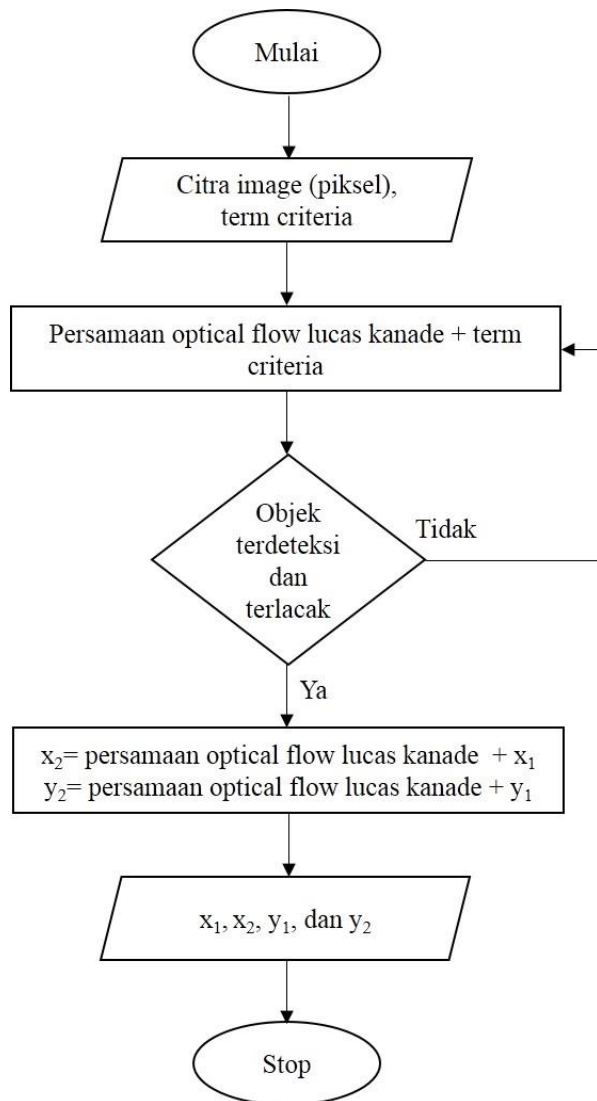 Mulai
Citra image (piksel),
term criteria
Persamaan optical flow lucas kanade + term
criteria
Objek
terdeteksi
dan
terlacak
Tidak
Ya
x₂= persamaan optical flow lucas kanade + x₁
y₂= persamaan optical flow lucas kanade + y₁
x₁, x₂, y₁, dan y₂
Stop